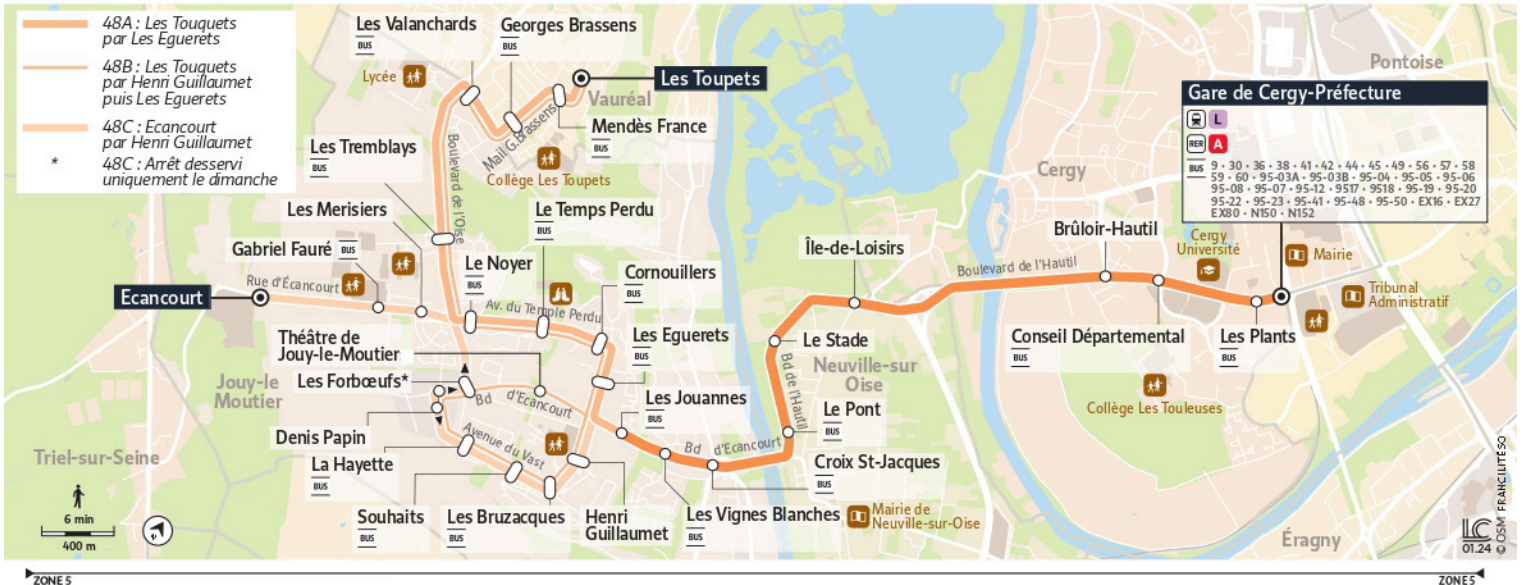 48A : Les Touquets
par Les Eguerets
48B : Les Touquets
par Henri Guillaumet
puis Les Eguerets
48C : Ecancourt
par Henri Guillaumet
* 48C : Arrêt desservi
uniquement le dimanche
Les Valanchards
BUS
Georges Brassens
BUS
Lycée
Les Toupets
Vauréal
Mendès France
BUS
Mail G.Brassens
Collège Les Toupets
Les Tremblays
BUS
Boulevard de l'Oise
Les Merisiers
Gabriel Fauré BUS
Le Temps Perdu
BUS
Le Noyer
BUS
Cornouillers
BUS
Rue d'Écancourt
Ecancourt
Av. du Temple Perdu
Théâtre de
Jouy-le-Moutier
Les Forbœufs*
Les Eguerets
BUS
Jouy-le
Moutier
Bd d'Ecancourt
Les Jouannes
BUS
Denis Papin
Avenue du Vast
La Hayette
BUS
Triel-sur-Seine
Souhaits
BUS
Les Bruzacques
BUS
Henri
Guillaumet
BUS
Les Vignes Blanches
BUS
Bd d'Ecancourt
Croix St-Jacques
BUS
Mairie de
Neuville-sur-Oise
Le Pont
BUS
Bd de l'Hautil
Le Stade
Neuville-sur
Oise
Île-de-Loisirs
Boulevard de l'Hautil
Brûloir-Hautil
Cergy
Conseil Départemental
BUS
Les Plants
BUS
Cergy
Université
Mairie
Tribunal
Administratif
Collège Les Touleuses
Pontoise
Gare de Cergy-Préfecture
L
RER A
BUS 9 • 30 • 36 • 38 • 41 • 42 • 44 • 45 • 49 • 56 • 57 • 58
59 • 60 • 95-03A • 95-03B • 95-04 • 95-05 • 95-06
95-08 • 95-07 • 95-12 • 9517 • 9518 • 95-19 • 95-20
95-22 • 95-23 • 95-41 • 95-48 • 95-50 • EX16 • EX27
EX80 • N150 • N152
Éragny
6 min
400 m
LC
01.24
© OSM FRANCILITÉ SO
ZONE 5
ZONE 5